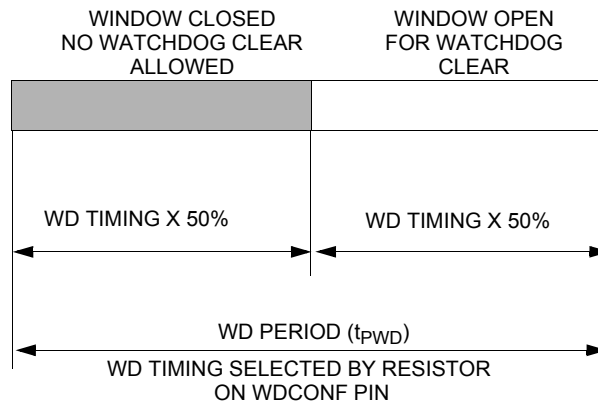 WINDOW CLOSED
NO WATCHDOG CLEAR
ALLOWED
WINDOW OPEN
FOR WATCHDOG
CLEAR
WD TIMING X 50%
WD TIMING X 50%
WD PERIOD (tPWD)
WD TIMING SELECTED BY RESISTOR
ON WDCONF PIN